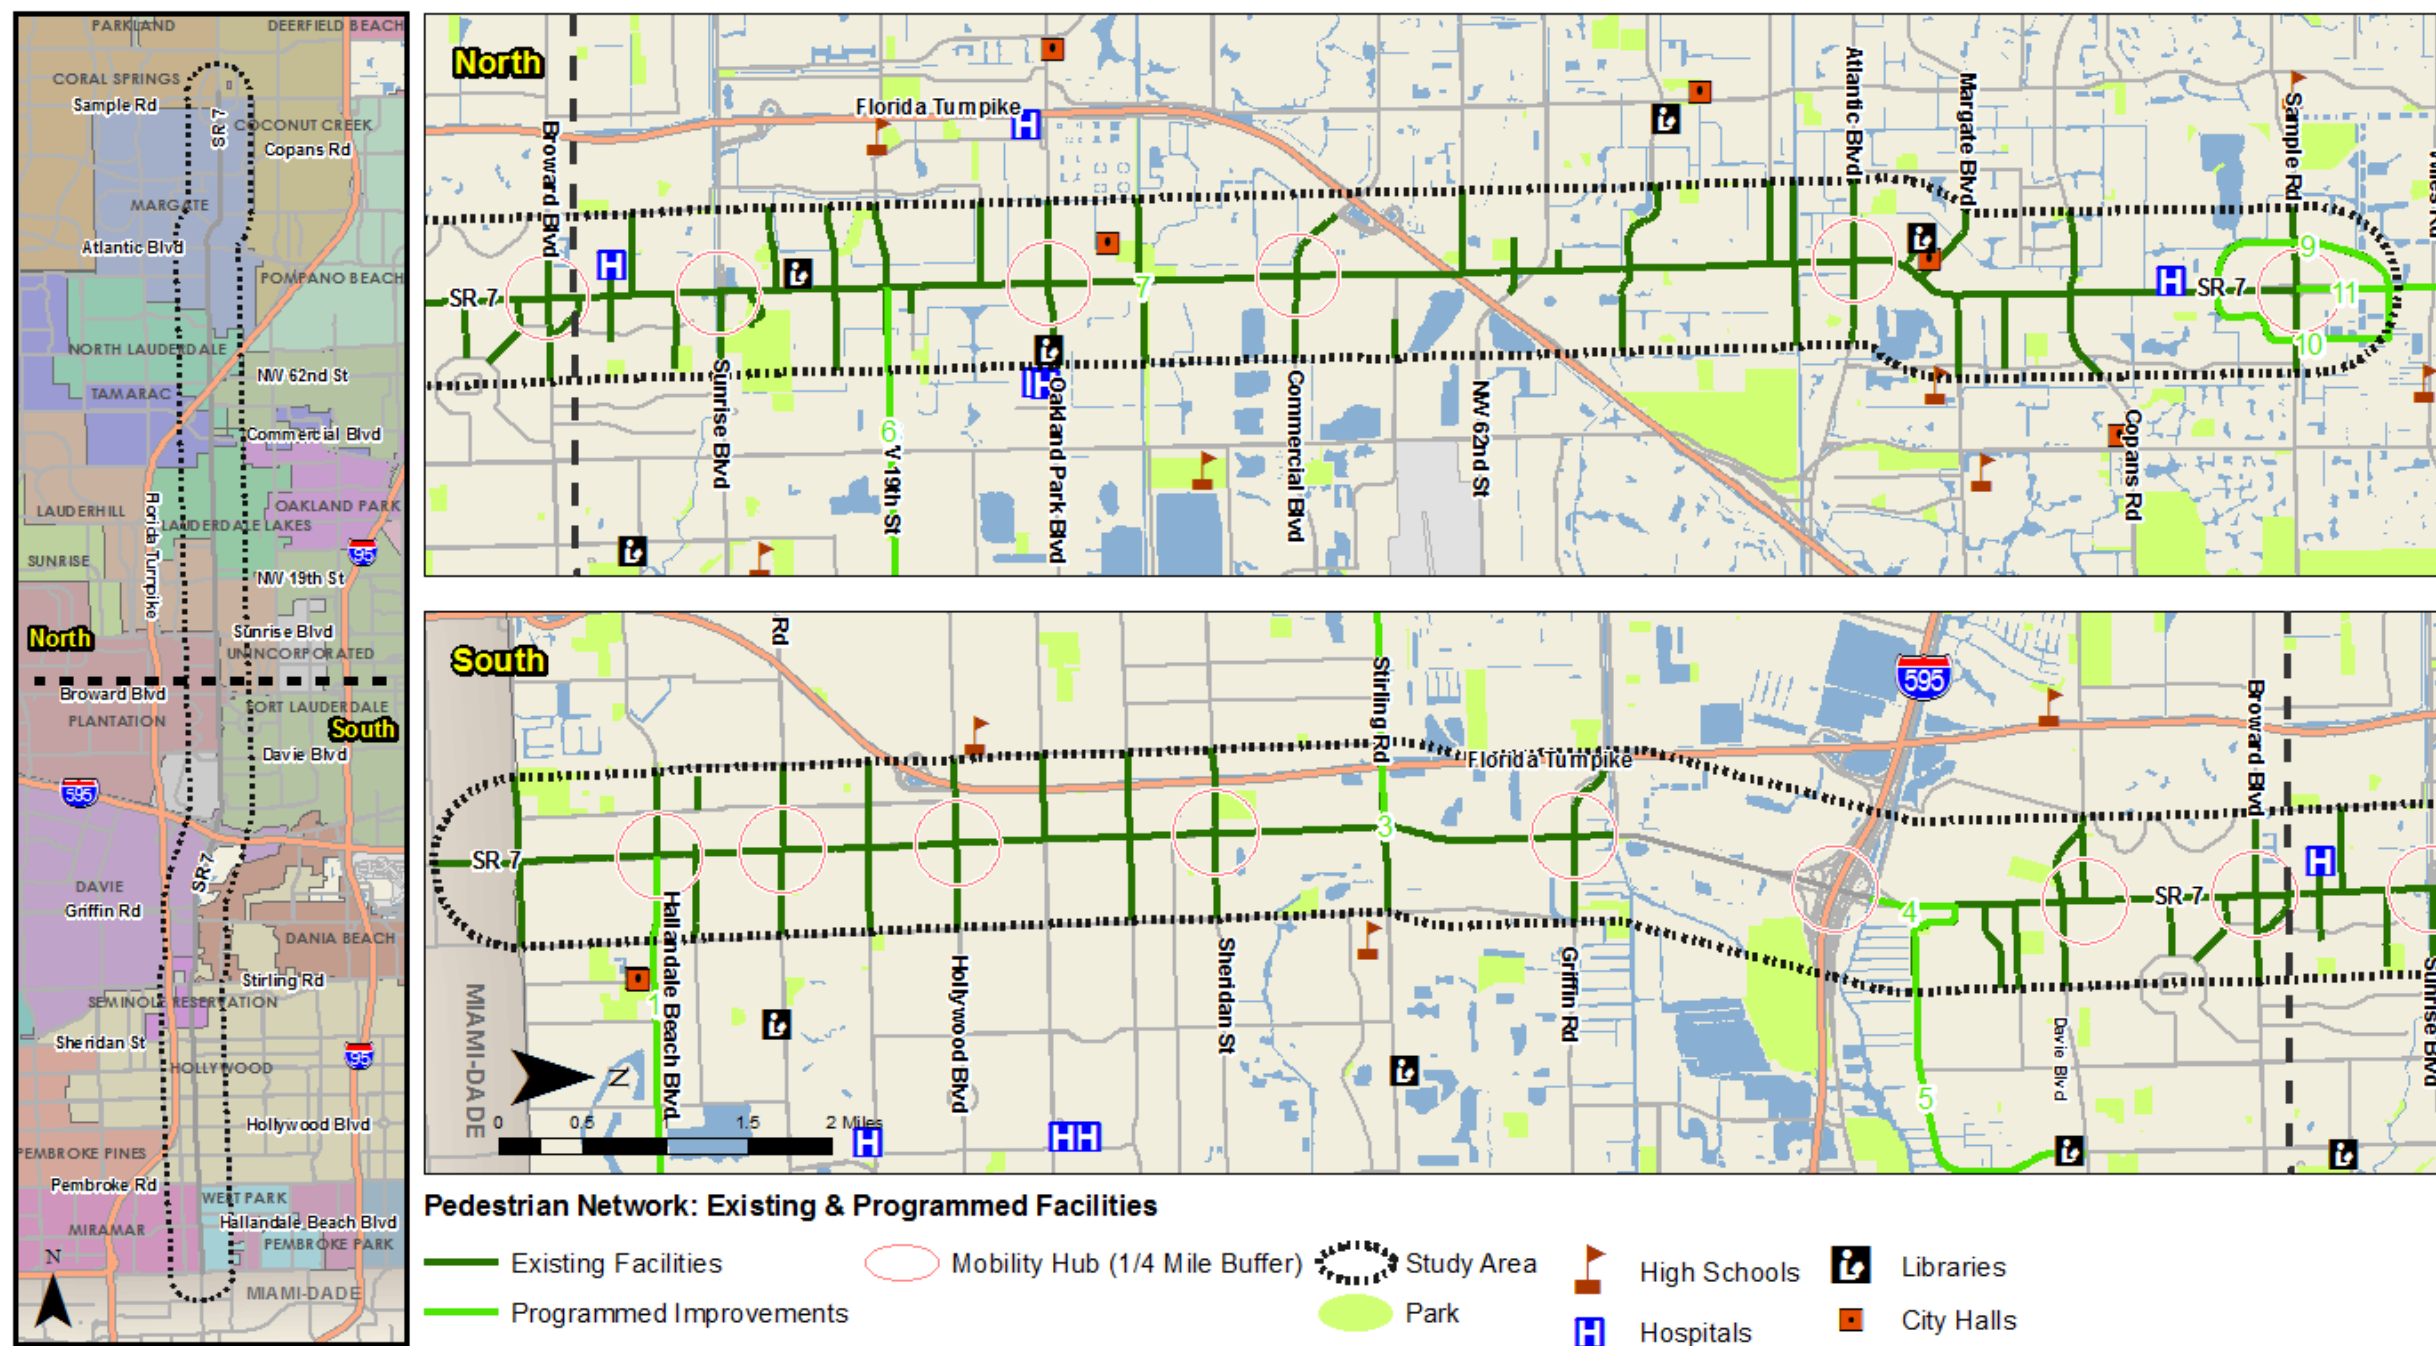 PARKLAND
DEERFIELD BEACH
CORAL SPRINGS
Sample Rd
SR 7
COCONUT CREEK
Copans Rd
MARGATE
Atlantic Blvd
POMPANO BEACH
NORTH LAUDERDALE
NW 62nd St
TAMARAC
Commercial Blvd
Florida Turnpike
LAUDERHILL
OAKLAND PARK
LAUDERDALE LAKES
95
SUNRISE
NW 19th St
North
Sunrise Blvd
UNINCORPORATED
Broward Blvd
FORT LAUDERDALE
PLANTATION
South
Davie Blvd
595
SR 7
DAVIE
Griffin Rd
DANIA BEACH
Stirling Rd
SEMINOLE RESERVATION
Sheridan St
95
HOLLYWOOD
Hollywood Blvd
PEMBROKE PINES
Pembroke Rd
WEST PARK
Hallandale Beach Blvd
MIRAMAR
PEMBROKE PARK
N
MIAMI-DADE
North
Florida Turnpike
H
Broward Blvd
Atlantic Blvd
Margate Blvd
Sample Rd
H
SR 7
7
9
H
SR 7
11
10
H
Sunrise Blvd
6
19th St
Oakland Park Blvd
Commercial Blvd
NW 62nd St
Copans Rd
South
Rd
Stirling Rd
595
Florida Turnpike
Broward Blvd
SR 7
3
4
SR 7
H
Hallandale Beach Blvd
1
Hollywood Blvd
Sheridan St
Griffin Rd
Davie Blvd
Sunrise Blvd
5
MIAMI-DADE
N
0 0.5 1 1.5 2 Miles
H
HH
Pedestrian Network: Existing & Programmed Facilities
Existing Facilities
Mobility Hub (1/4 Mile Buffer)
Study Area
High Schools
Libraries
Programmed Improvements
Park
H Hospitals
City Halls